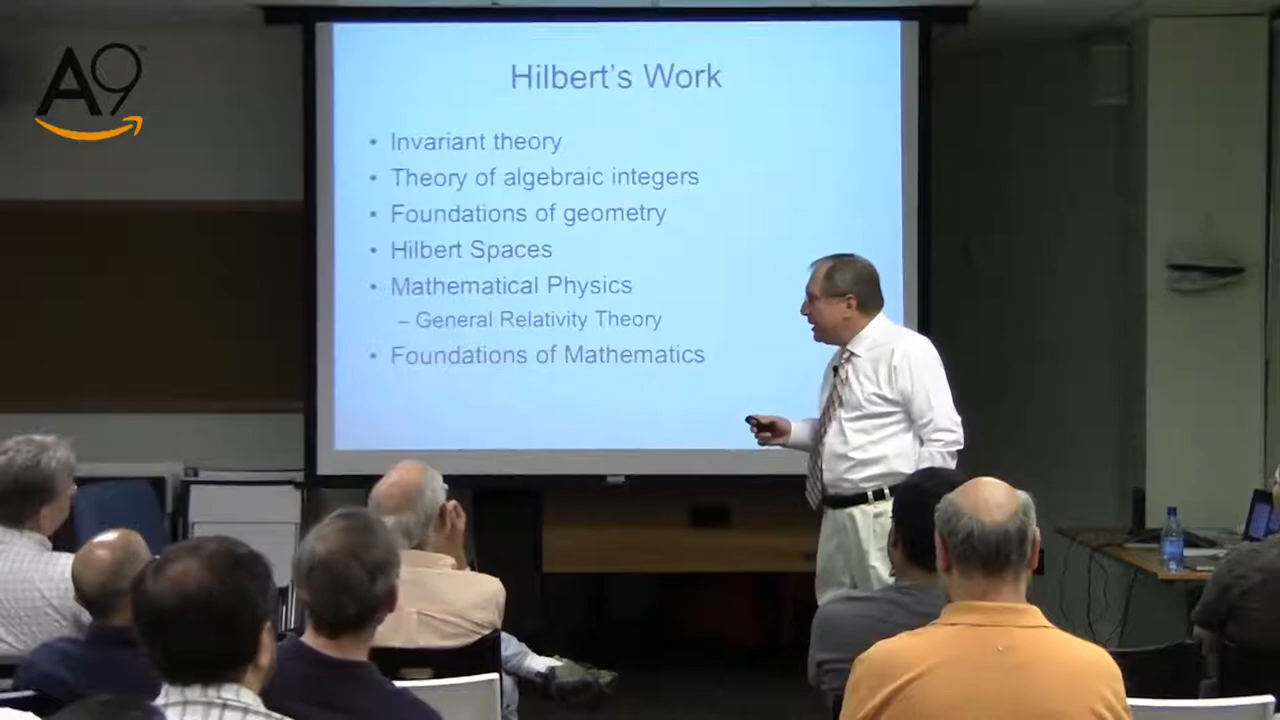 A9™
Hilbert's Work
• Invariant theory
• Theory of algebraic integers
• Foundations of geometry
• Hilbert Spaces
• Mathematical Physics
– General Relativity Theory
• Foundations of Mathematics